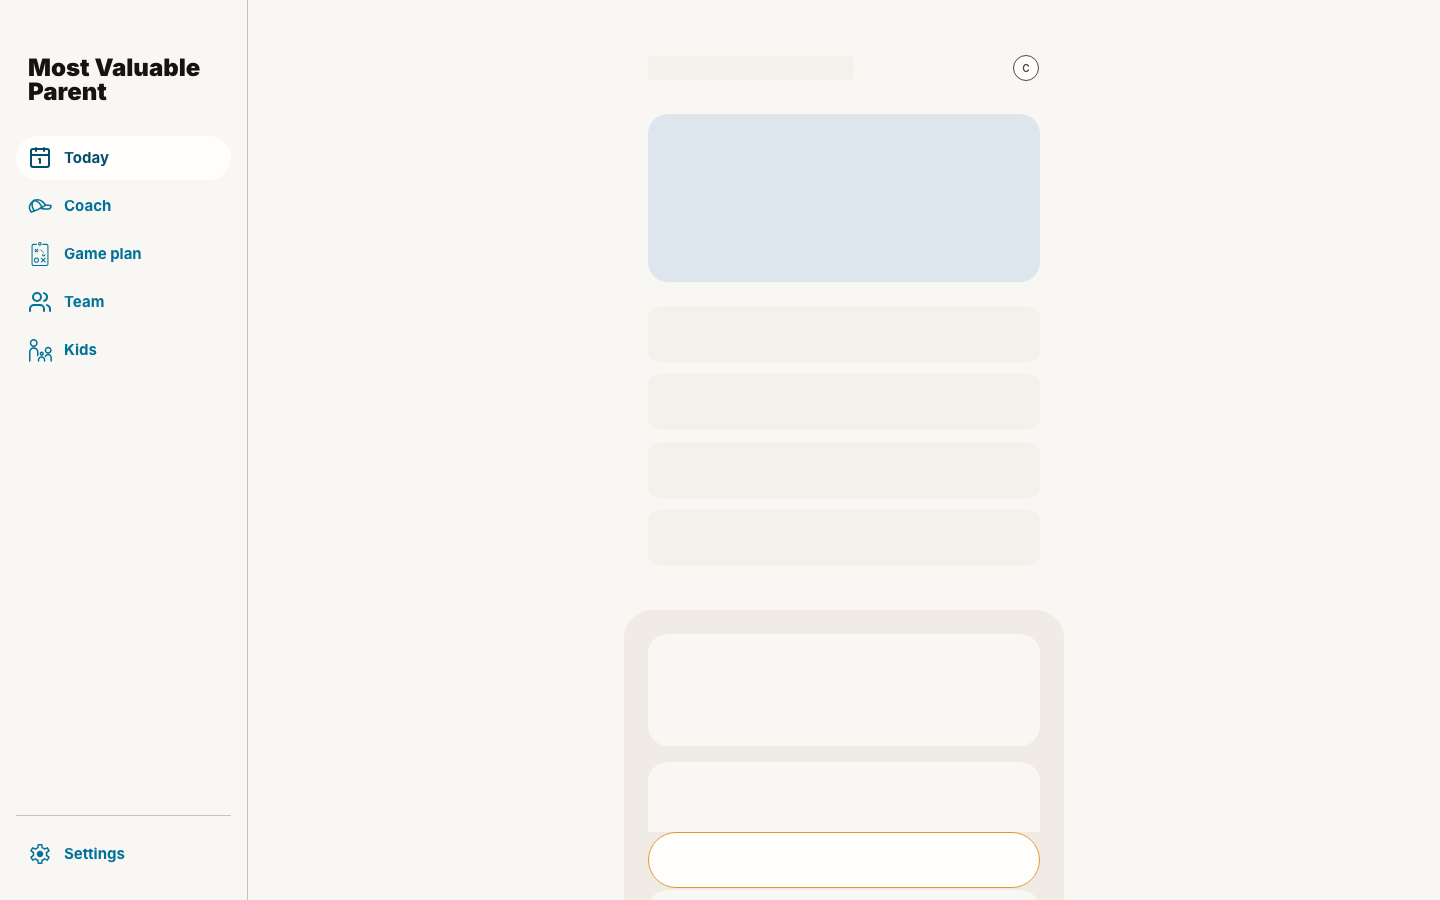 Most Valuable
Parent
C
Today
Coach
Game plan
Team
Kids
Settings